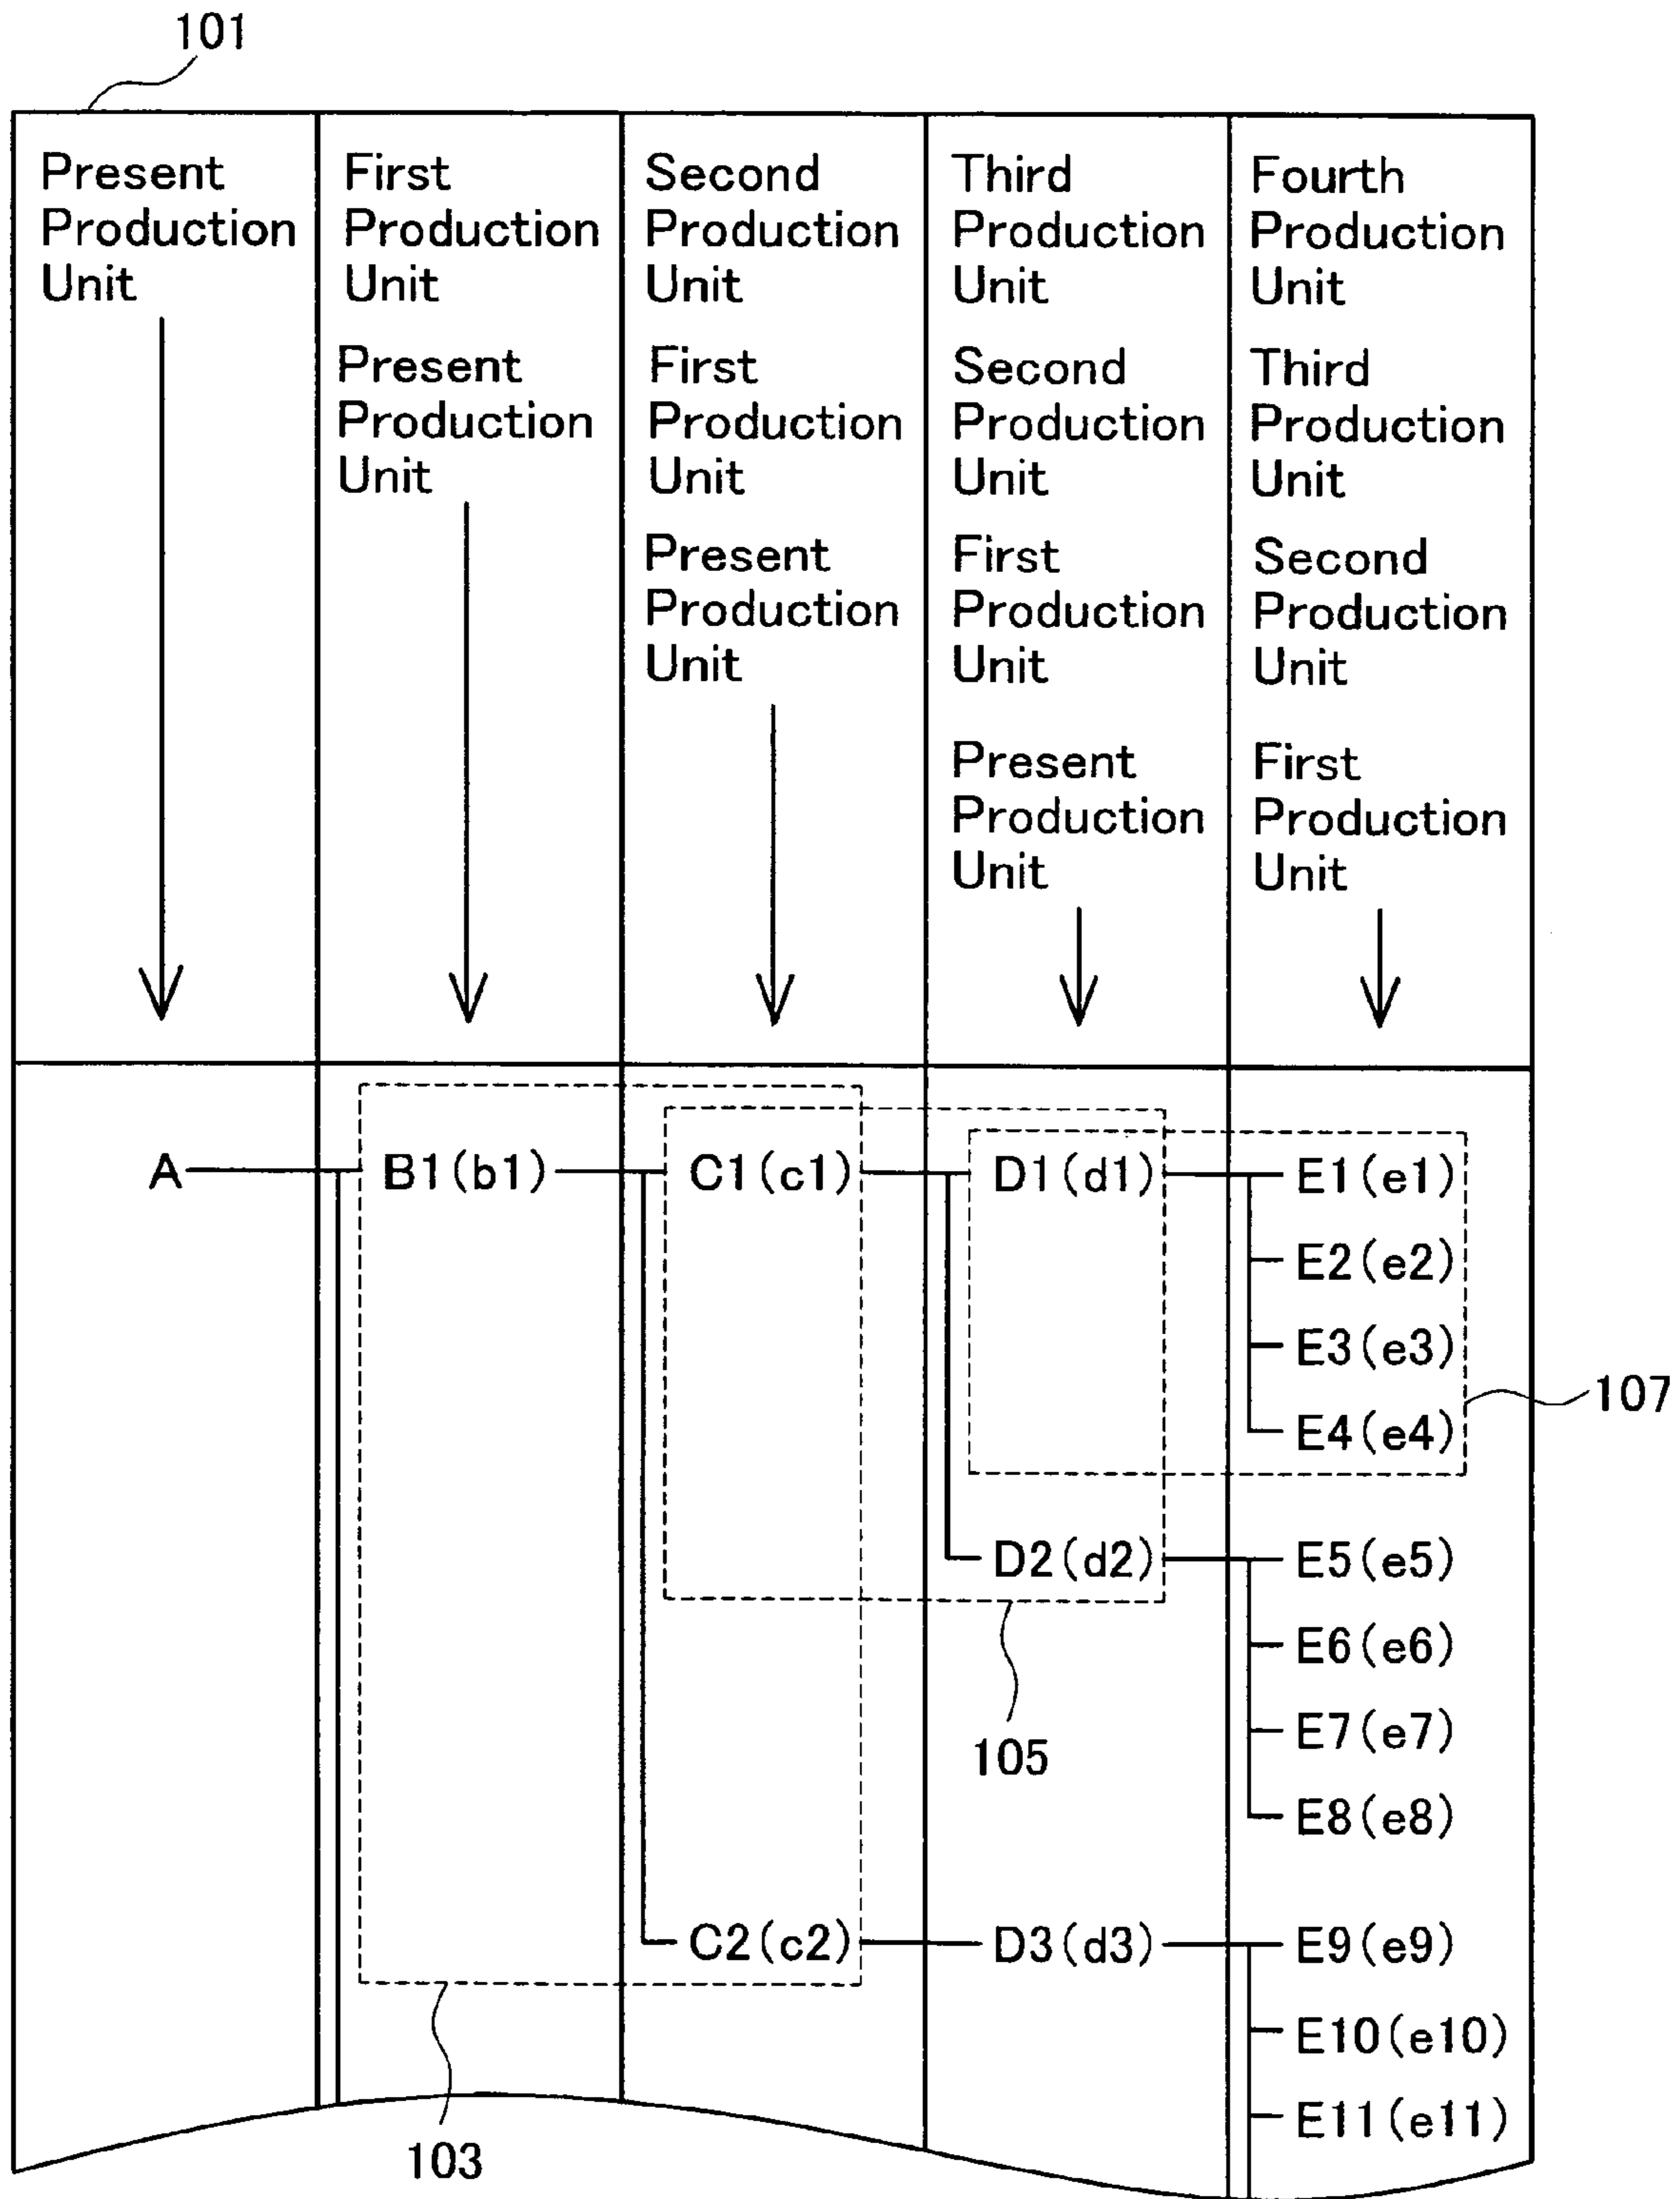 101
Present
Production
Unit
First
Production
Unit
Present
Production
Unit
Second
Production
Unit
First
Production
Unit
Present
Production
Unit
Third
Production
Unit
Second
Production
Unit
First
Production
Unit
Present
Production
Unit
Fourth
Production
Unit
Third
Production
Unit
Second
Production
Unit
First
Production
Unit
A B1(b1) C1(c1) D1(d1) E1(e1)
E2(e2)
E3(e3)
E4(e4)
107
D2(d2) E5(e5)
E6(e6)
E7(e7)
105
E8(e8)
C2(c2) D3(d3) E9(e9)
E10(e10)
E11(e11)
103